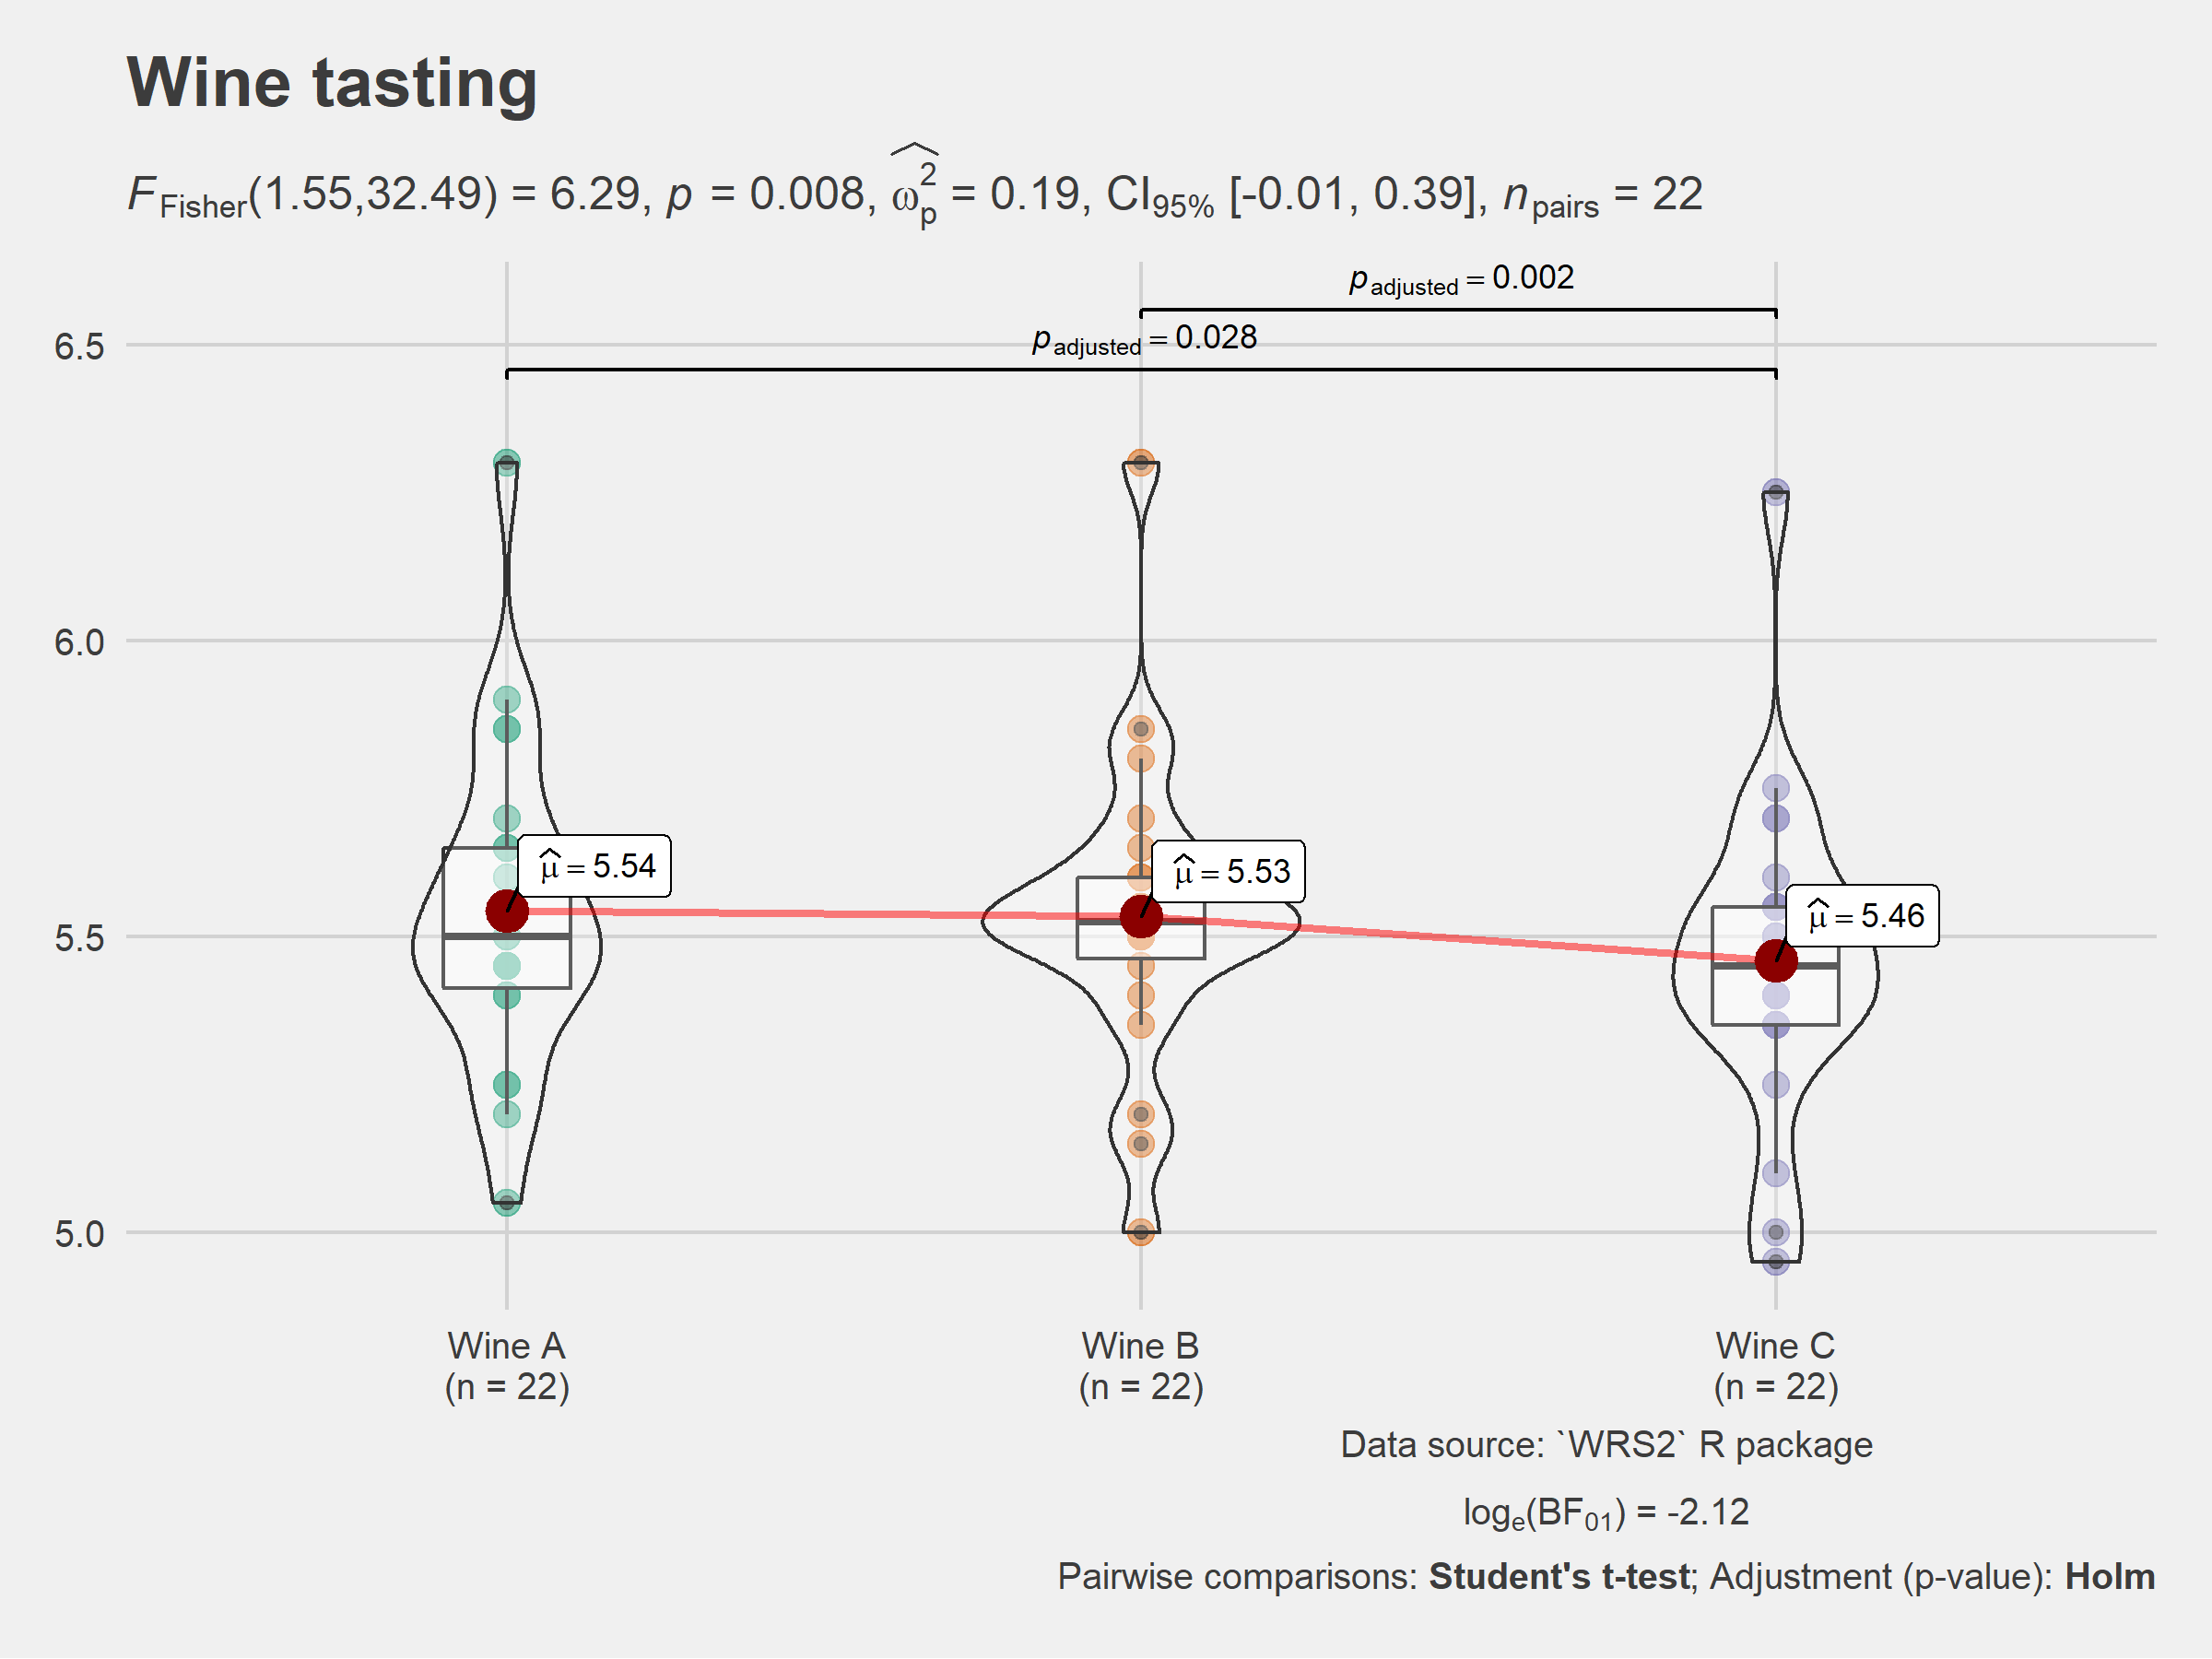 Wine tasting
F Fisher(1.55,32.49) = 6.29, p = 0.008, ω̂p² = 0.19, CI95% [-0.01, 0.39], npairs = 22
padjusted = 0.002
padjusted = 0.028
6.5
6.0
μ̂ = 5.54
μ̂ = 5.53
μ̂ = 5.46
5.5
5.0
Wine A
(n = 22)
Wine B
(n = 22)
Wine C
(n = 22)
Data source: `WRS2` R package
loge(BF01) = -2.12
Pairwise comparisons: Student's t-test; Adjustment (p-value): Holm